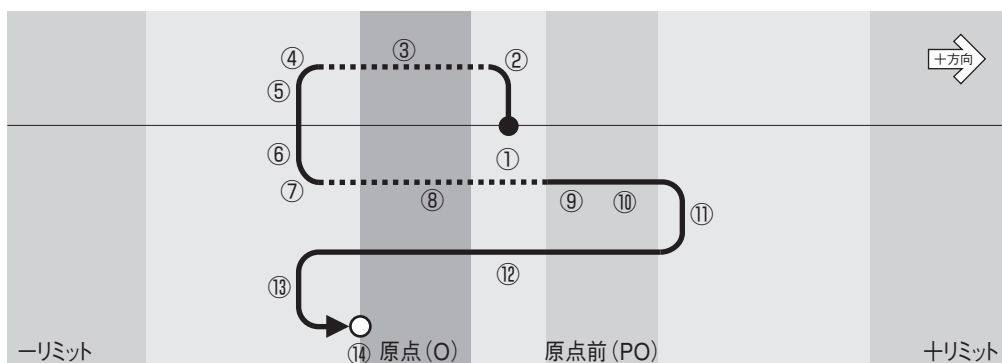 ④ ③ ②
＋方向
⑤
⑥ ①
⑦ ⑧ ⑨ ⑩ ⑪
⑫
⑬
－リミット ⑭ 原点(O) 原点前(PO) ＋リミット